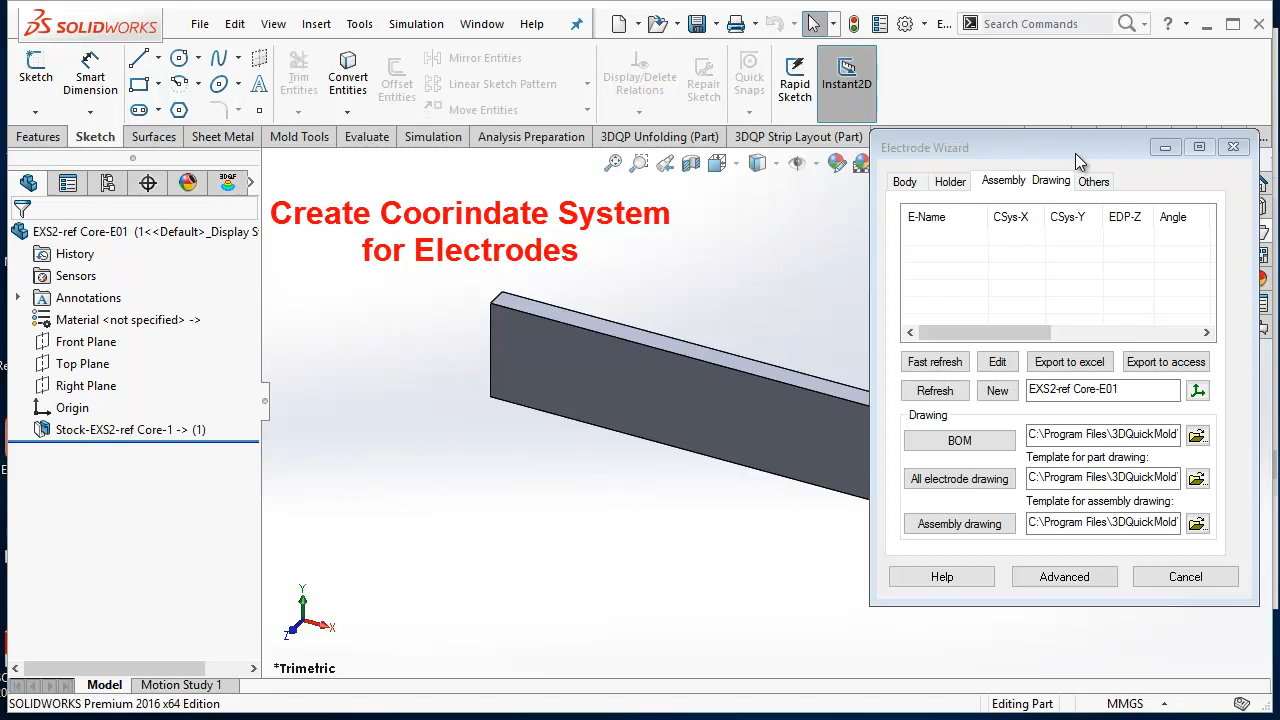 SOLIDWORKS
File Edit View Insert Tools Simulation Window Help
E...
Search Commands
Sketch
Smart Dimension
Trim Entities
Convert Entities
Offset Entities
Mirror Entities
Linear Sketch Pattern
Move Entities
Display/Delete Relations
Repair Sketch
Quick Snaps
Rapid Sketch
Instant2D
Features Sketch Surfaces Sheet Metal Mold Tools Evaluate Simulation Analysis Preparation 3DQP Unfolding (Part) 3DQP Strip Layout (Part)
EXS2-ref Core-E01 (1<<Default>_Display S
History
Sensors
Annotations
Material <not specified> ->
Front Plane
Top Plane
Right Plane
Origin
Stock-EXS2-ref Core-1 -> (1)
Create Coorindate System
for Electrodes
Y
X
Z
*Trimetric
Electrode Wizard
Body Holder Assembly Drawing Others
E-Name CSys-X CSys-Y EDP-Z Angle
Fast refresh Edit Export to excel Export to access
Refresh New EXS2-ref Core-E01
Drawing
BOM C:\Program Files\3DQuickMold\
Template for part drawing:
All electrode drawing C:\Program Files\3DQuickMold\
Template for assembly drawing:
Assembly drawing C:\Program Files\3DQuickMold\
Help Advanced Cancel
Model Motion Study 1
SOLIDWORKS Premium 2016 x64 Edition
Editing Part
MMGS